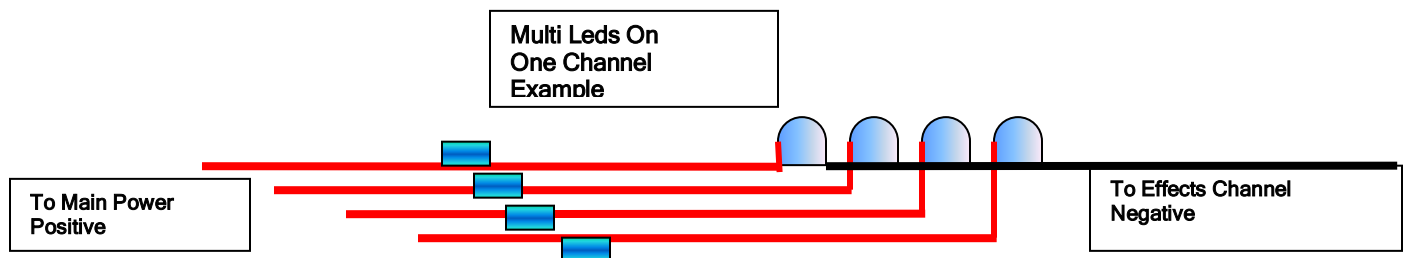 Multi Leds On
One Channel
Example
To Main Power
Positive
To Effects Channel
Negative